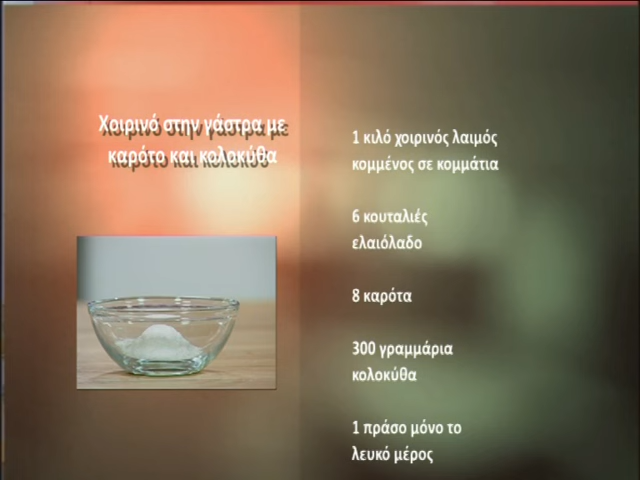 Χοιρινό στην γάστρα με
καρότο και κολοκύθα
1 κιλό χοιρινός λαιμός
κομμένος σε κομμάτια
6 κουταλιές
ελαιόλαδο
8 καρότα
300 γραμμάρια
κολοκύθα
1 πράσο μόνο το
λευκό μέρος